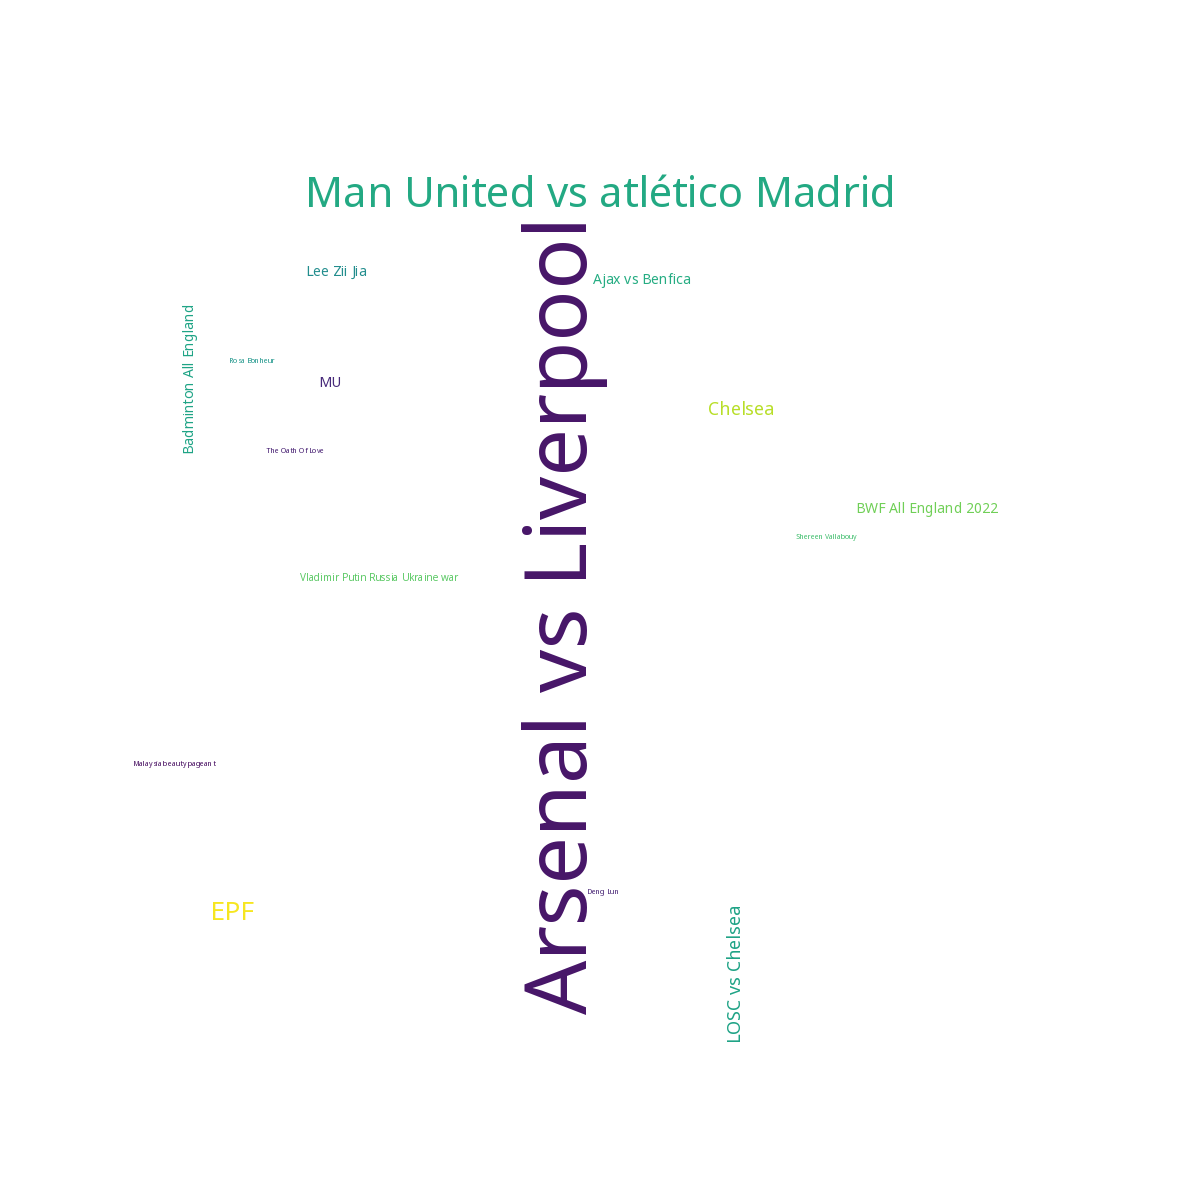 Man United vs atlético Madrid
Arsenal vs Liverpool
Lee Zii Jia
Ajax vs Benfica
Badminton All England
Rosa Bonheur
MU
Chelsea
The Oath Of Love
BWF All England 2022
Shereen Vallabouy
Vladimir Putin Russia Ukraine war
Malaysia beauty pageant
Deng Lun
EPF
LOSC vs Chelsea